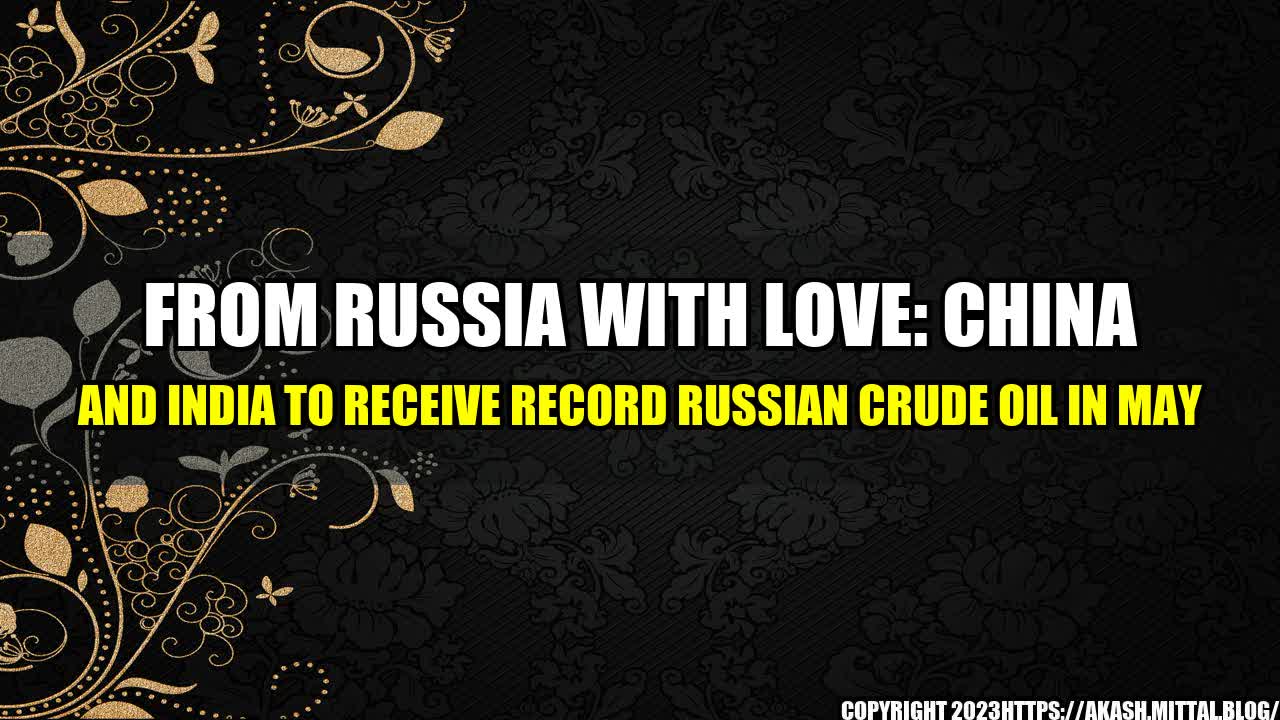 FROM RUSSIA WITH LOVE: CHINA
AND INDIA TO RECEIVE RECORD RUSSIAN CRUDE OIL IN MAY
COPYRIGHT 2023HTTPS://AKASH.MITTAL.BLOG/